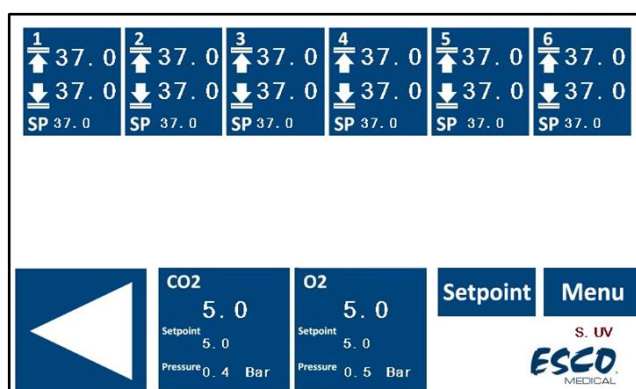 1 2 3 4 5 6
37. 0 37. 0 37. 0 37. 0 37. 0 37. 0
37. 0 37. 0 37. 0 37. 0 37. 0 37. 0
SP 37. 0 SP 37. 0 SP 37. 0 SP 37. 0 SP 37. 0 SP 37. 0
CO2
5. 0
Setpoint
5. 0
Pressure 0. 4 Bar
O2
5. 0
Setpoint
5. 0
Pressure 0. 5 Bar
Setpoint
Menu
S. UV
ESCO
MEDICAL